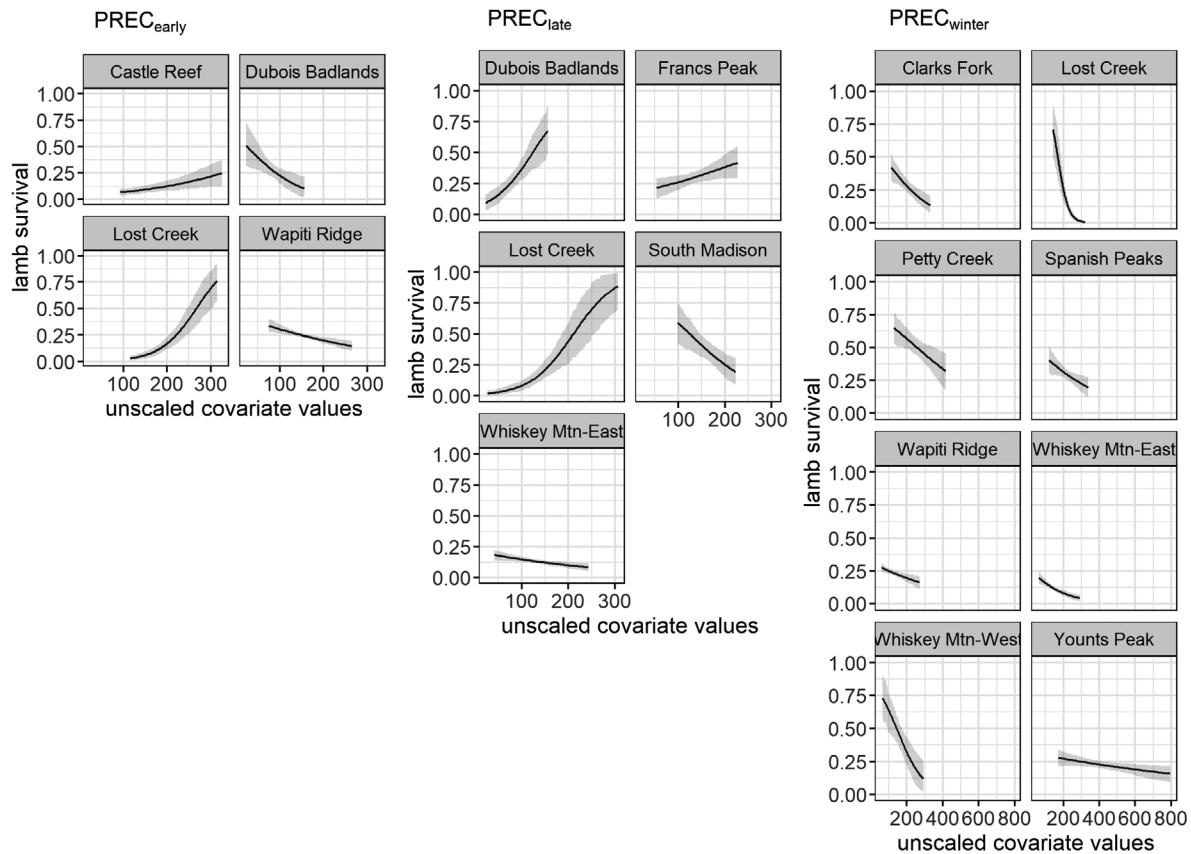 PRECearly
Castle Reef Dubois Badlands
1.00
0.75
0.50
0.25
0.00
Lost Creek Wapiti Ridge
1.00
0.75
0.50
0.25
0.00
lamb survival
100 200 300 100 200 300
unscaled covariate values
PREClate
Dubois Badlands Francs Peak
1.00
0.75
0.50
0.25
0.00
Lost Creek South Madison
1.00
0.75
0.50
0.25
0.00
lamb survival
100 200 300
Whiskey Mtn-East
1.00
0.75
0.50
0.25
0.00
100 200 300
unscaled covariate values
PRECwinter
Clarks Fork Lost Creek
1.00
0.75
0.50
0.25
0.00
Petty Creek Spanish Peaks
1.00
0.75
0.50
0.25
0.00
lamb survival
Wapiti Ridge Whiskey Mtn-East
1.00
0.75
0.50
0.25
0.00
Whiskey Mtn-West Younts Peak
1.00
0.75
0.50
0.25
0.00
200 400 600 800 200 400 600 800
unscaled covariate values